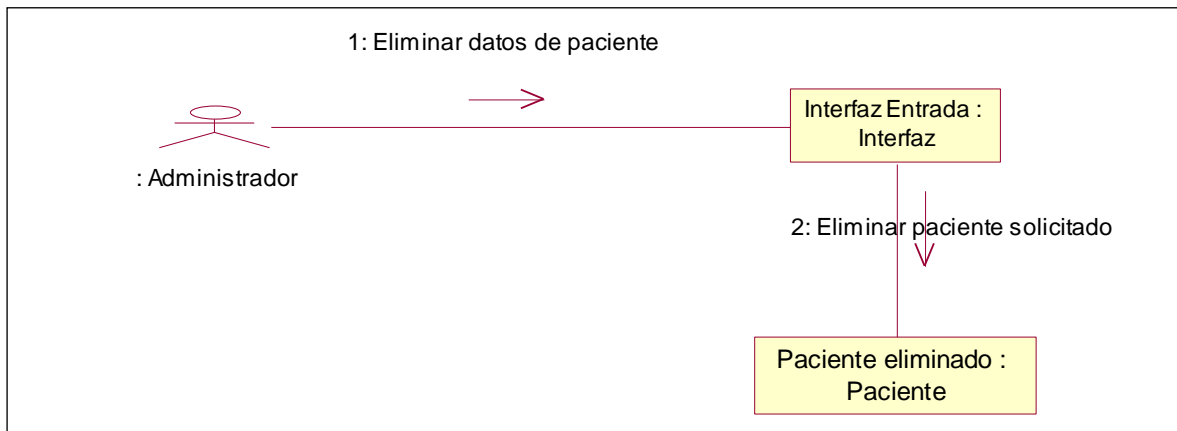 1: Eliminar datos de paciente
Interfaz Entrada :
Interfaz
: Administrador
2: Eliminar paciente solicitado
Paciente eliminado :
Paciente